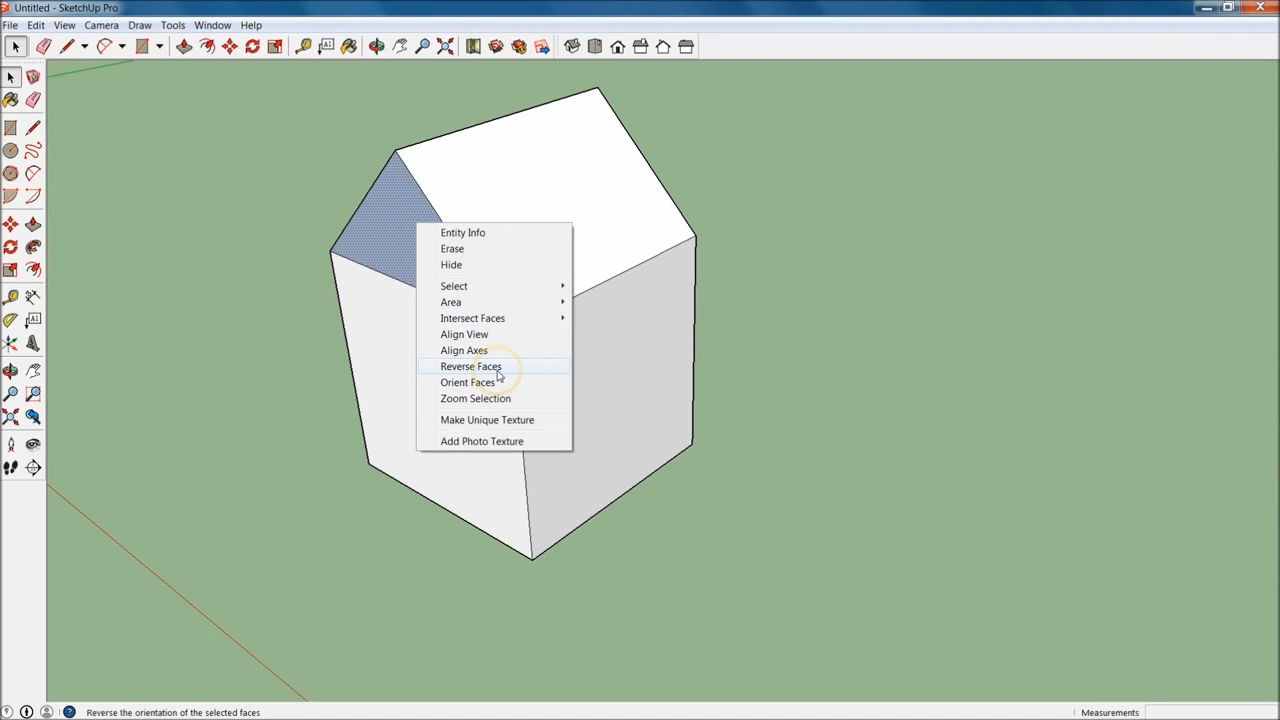 Untitled - SketchUp Pro
File Edit View Camera Draw Tools Window Help
Entity Info
Erase
Hide
Select
Area
Intersect Faces
Align View
Align Axes
Reverse Faces
Orient Faces
Zoom Selection
Make Unique Texture
Add Photo Texture
Reverse the orientation of the selected faces
Measurements